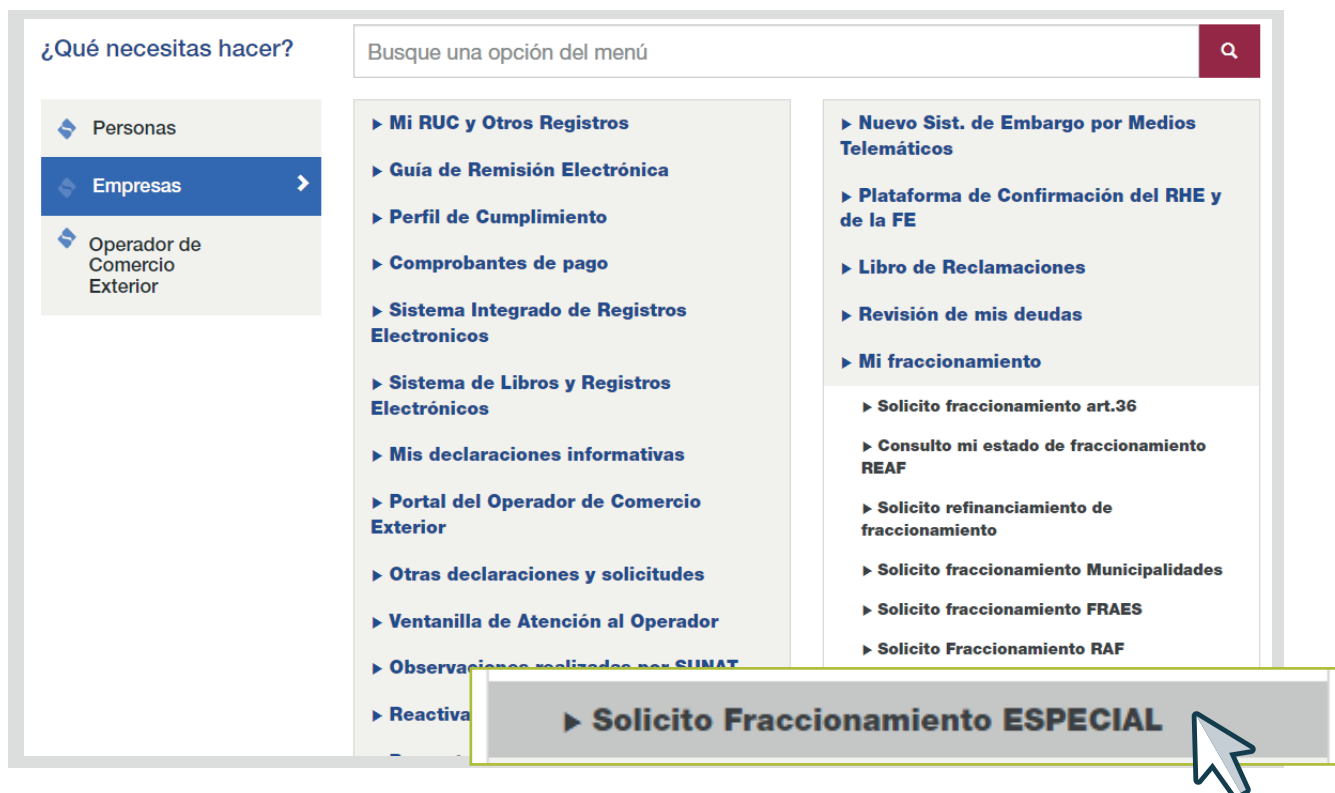 ¿Qué necesitas hacer?
Busque una opción del menú
Personas
Empresas
Operador de
Comercio
Exterior
▶ Mi RUC y Otros Registros
▶ Guía de Remisión Electrónica
▶ Perfil de Cumplimiento
▶ Comprobantes de pago
▶ Sistema Integrado de Registros
Electronicos
▶ Sistema de Libros y Registros
Electrónicos
▶ Mis declaraciones informativas
▶ Portal del Operador de Comercio
Exterior
▶ Otras declaraciones y solicitudes
▶ Ventanilla de Atención al Operador
▶ Observaciones realizadas por SUNAT
▶ Reactiva
▶ Nuevo Sist. de Embargo por Medios
Telemáticos
▶ Plataforma de Confirmación del RHE y
de la FE
▶ Libro de Reclamaciones
▶ Revisión de mis deudas
▶ Mi fraccionamiento
▶ Solicito fraccionamiento art.36
▶ Consulto mi estado de fraccionamiento
REAF
▶ Solicito refinanciamiento de
fraccionamiento
▶ Solicito fraccionamiento Municipalidades
▶ Solicito fraccionamiento FRAES
▶ Solicito Fraccionamiento RAF
▶ Solicito Fraccionamiento ESPECIAL